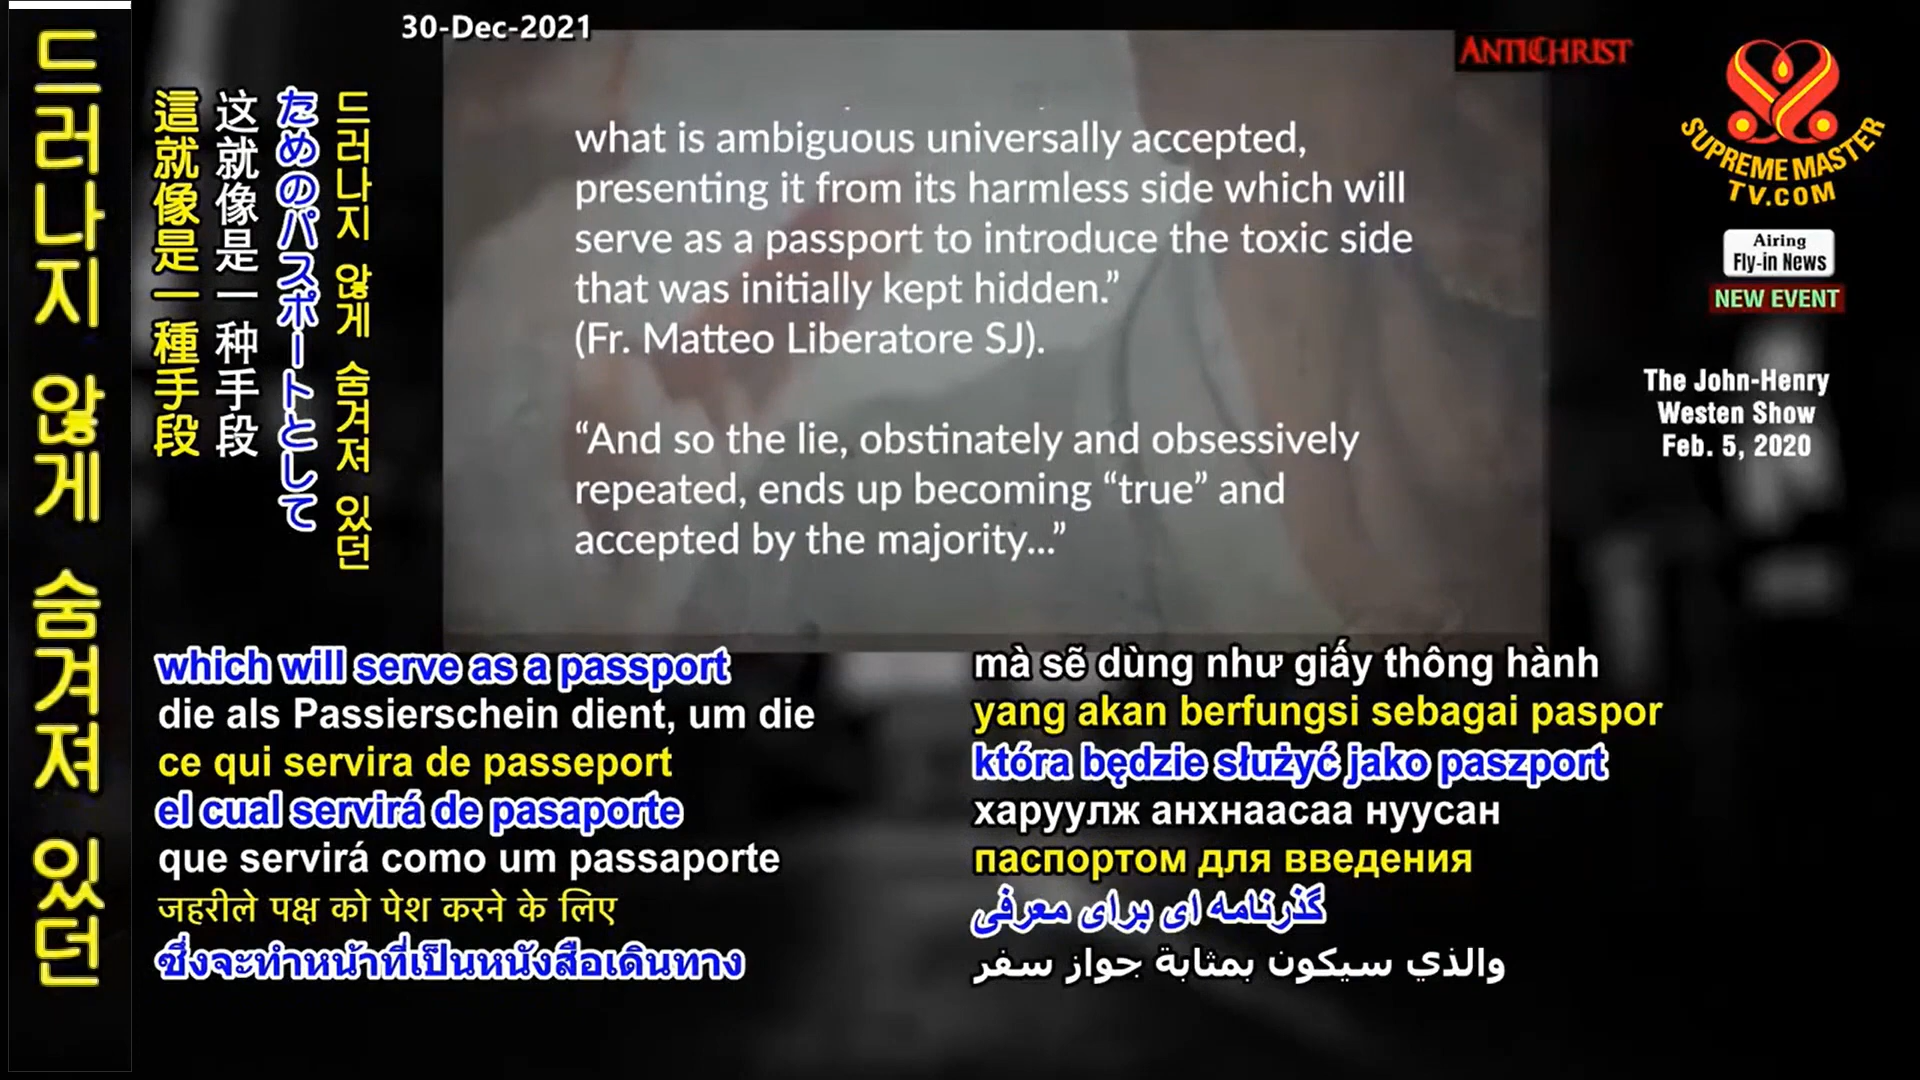 드러나지 않게 숨겨져 있던
30-Dec-2021
ANTICHRIST
SUPREME MASTER
TV.COM
Airing
Fly-in News
NEW EVENT
The John-Henry
Westen Show
Feb. 5, 2020
드러나지 않게 숨겨져 있던
ためのパスポートとして
这就像是一种手段
這就像是一種手段
what is ambiguous universally accepted,
presenting it from its harmless side which will
serve as a passport to introduce the toxic side
that was initially kept hidden.”
(Fr. Matteo Liberatore SJ).
“And so the lie, obstinately and obsessively
repeated, ends up becoming “true” and
accepted by the majority...”
which will serve as a passport
die als Passierschein dient, um die
ce qui servira de passeport
el cual servirá de pasaporte
que servirá como um passaporte
जहरीले पक्ष को पेश करने के लिए
ซึ่งจะทำหน้าที่เป็นหนังสือเดินทาง
mà sẽ dùng như giấy thông hành
yang akan berfungsi sebagai paspor
która będzie służyć jako paszport
харуулж анхнаасаа нуусан
паспортом для введения
گذرنامه ای برای معرفی
والذي سيكون بمثابة جواز سفر